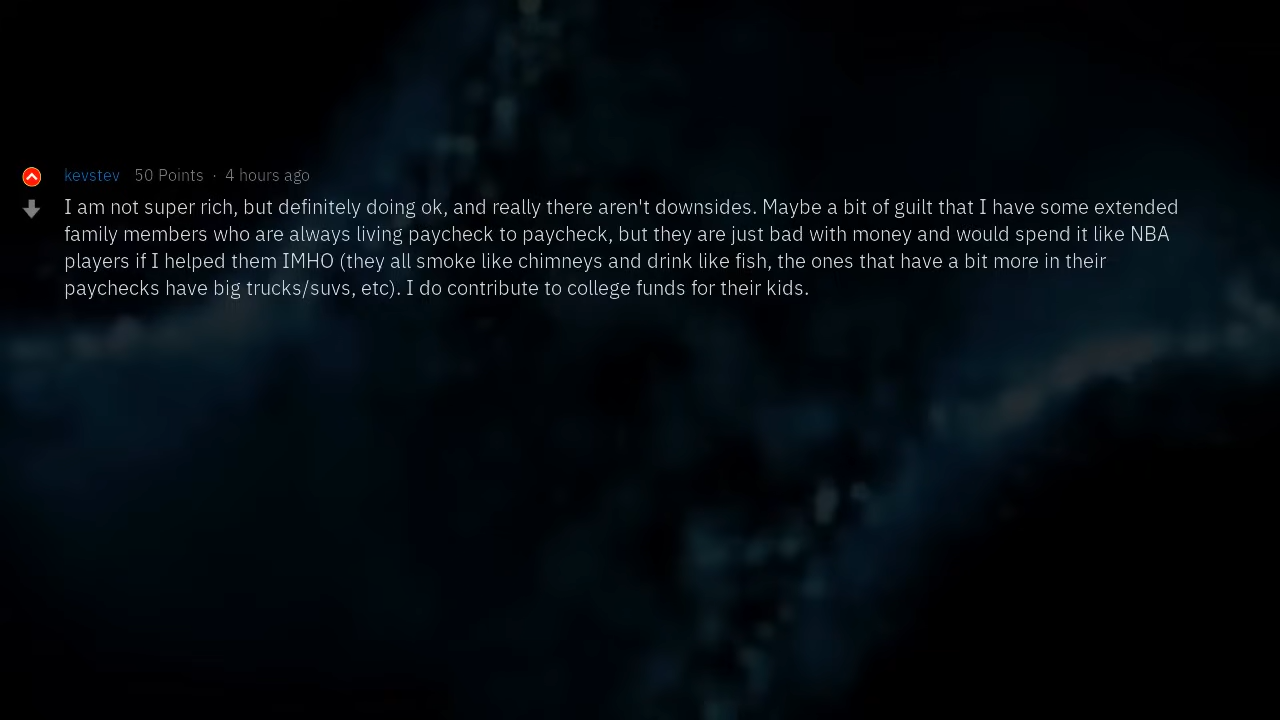 kevstev 50 Points · 4 hours ago
I am not super rich, but definitely doing ok, and really there aren't downsides. Maybe a bit of guilt that I have some extended
family members who are always living paycheck to paycheck, but they are just bad with money and would spend it like NBA
players if I helped them IMHO (they all smoke like chimneys and drink like fish, the ones that have a bit more in their
paychecks have big trucks/suvs, etc). I do contribute to college funds for their kids.